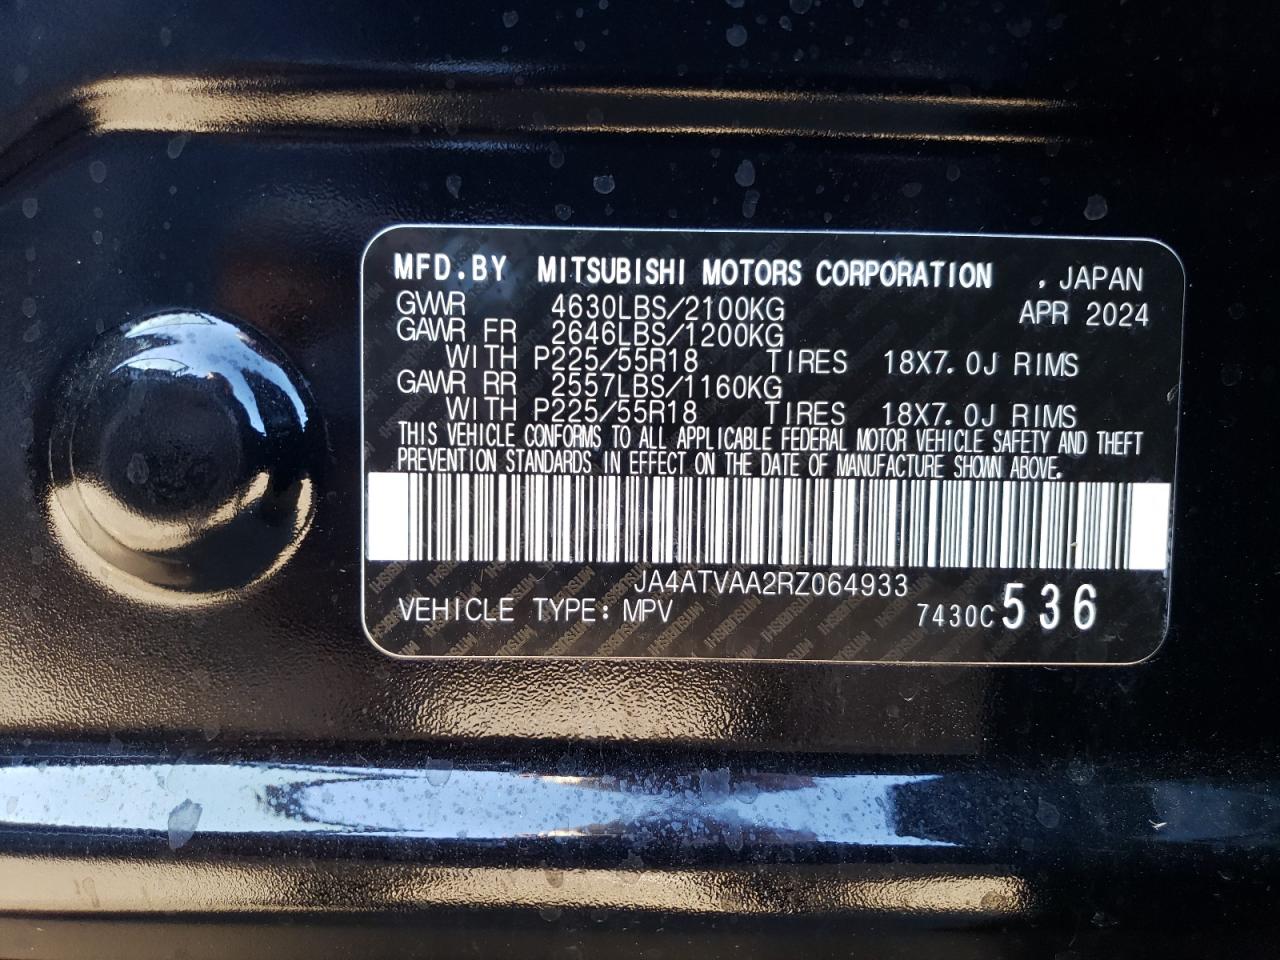 MFD.BY MITSUBISHI MOTORS CORPORATION , JAPAN
GVWR 4630LBS/2100KG APR 2024
GAWR FR 2646LBS/1200KG
WITH P225/55R18 TIRES 18X7.0J RIMS
GAWR RR 2557LBS/1160KG
WITH P225/55R18 TIRES 18X7.0J RIMS
THIS VEHICLE CONFORMS TO ALL APPLICABLE FEDERAL MOTOR VEHICLE SAFETY AND THEFT
PREVENTION STANDARDS IN EFFECT ON THE DATE OF MANUFACTURE SHOWN ABOVE.
JA4ATVAA2RZ064933
VEHICLE TYPE: MPV 7430C 536